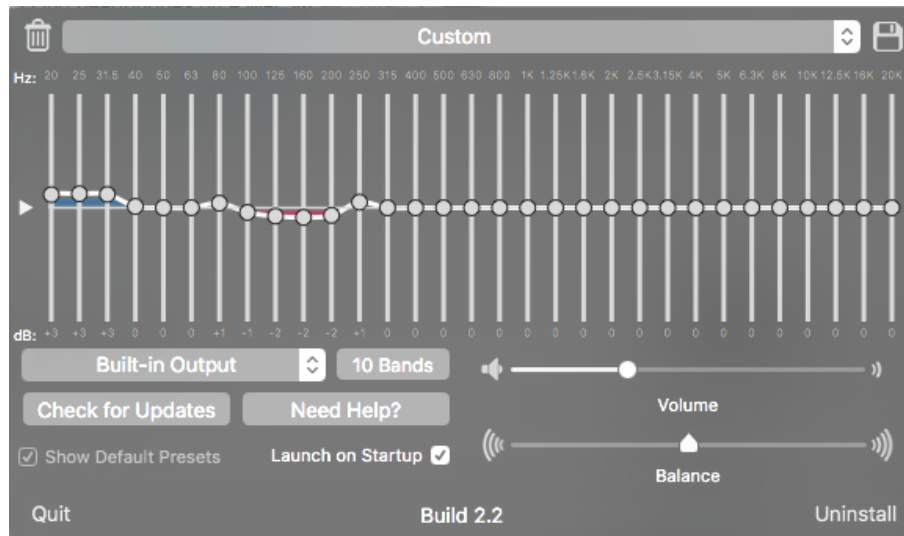 Custom
Hz: 20 25 31.5 40 50 63 80 100 125 160 200 250 315 400 500 630 800 1K 1.25K 1.6K 2K 2.5K 3.15K 4K 5K 6.3K 8K 10K 12.5K 16K 20K
dB: +3 +3 +3 0 0 0 +1 -1 -2 -2 -2 +1 0 0 0 0 0 0 0 0 0 0 0 0 0 0 0 0 0 0 0
Built-in Output 10 Bands
Check for Updates Need Help?
Volume
Show Default Presets Launch on Startup
Balance
Quit Build 2.2 Uninstall